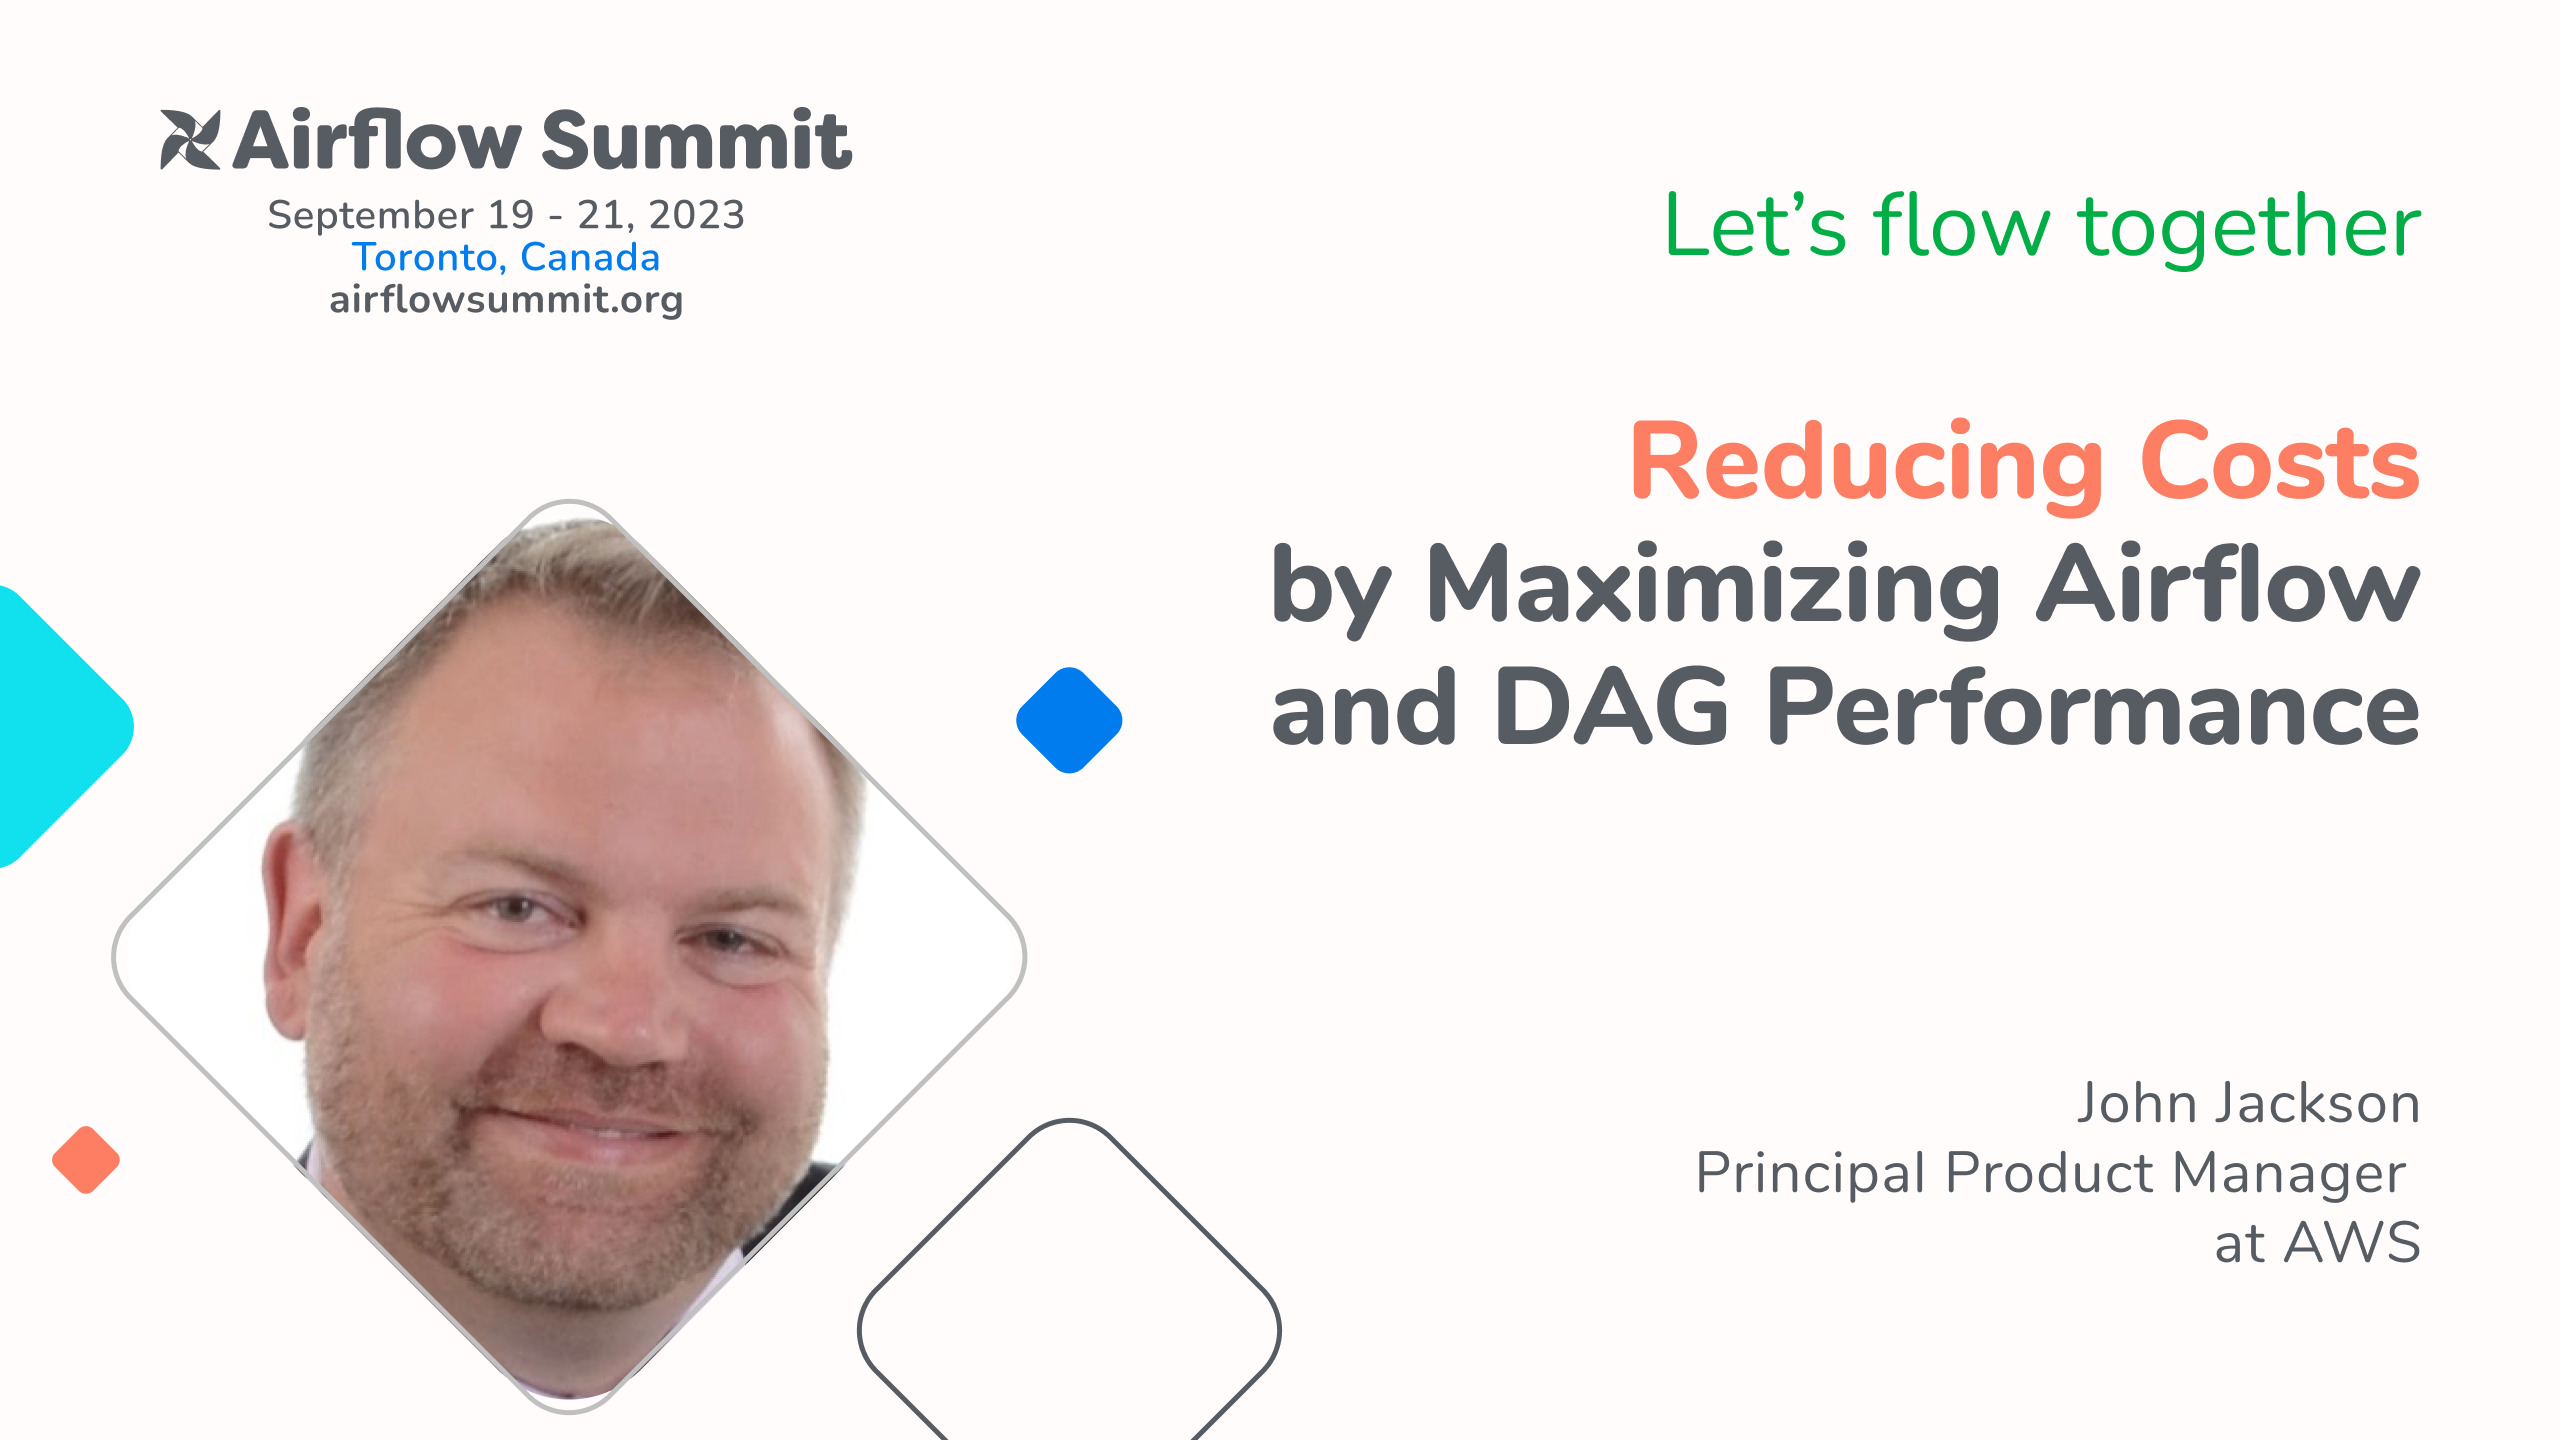 Airflow Summit
September 19 - 21, 2023
Toronto, Canada
airflowsummit.org
Let’s flow together
Reducing Costs
by Maximizing Airflow
and DAG Performance
John Jackson
Principal Product Manager
at AWS